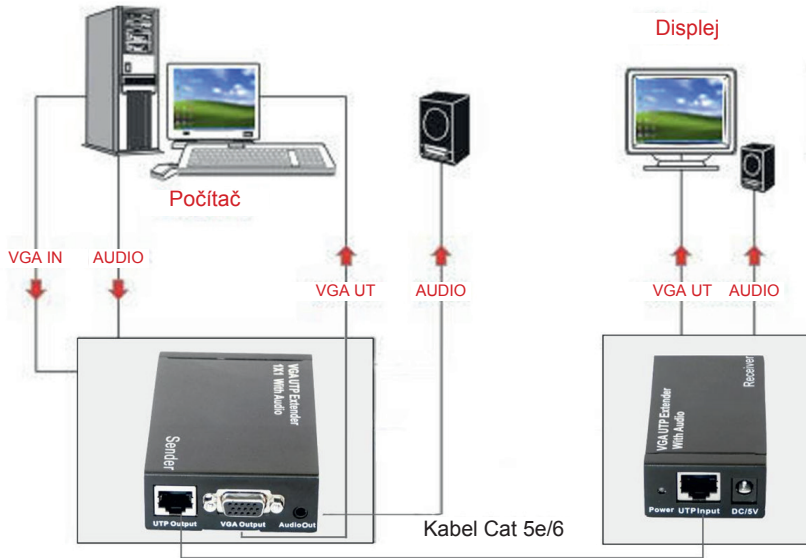 Displej
Počítač
VGA IN
AUDIO
VGA UT
AUDIO
VGA UT
AUDIO
VGA UTP Extender
1X1 With Audio
Sender
UTP Output
VGA Output
AudioOut
Receiver
VGA UTP Extender
With Audio
Power
UTP Input
DC/5V
Kabel Cat 5e/6